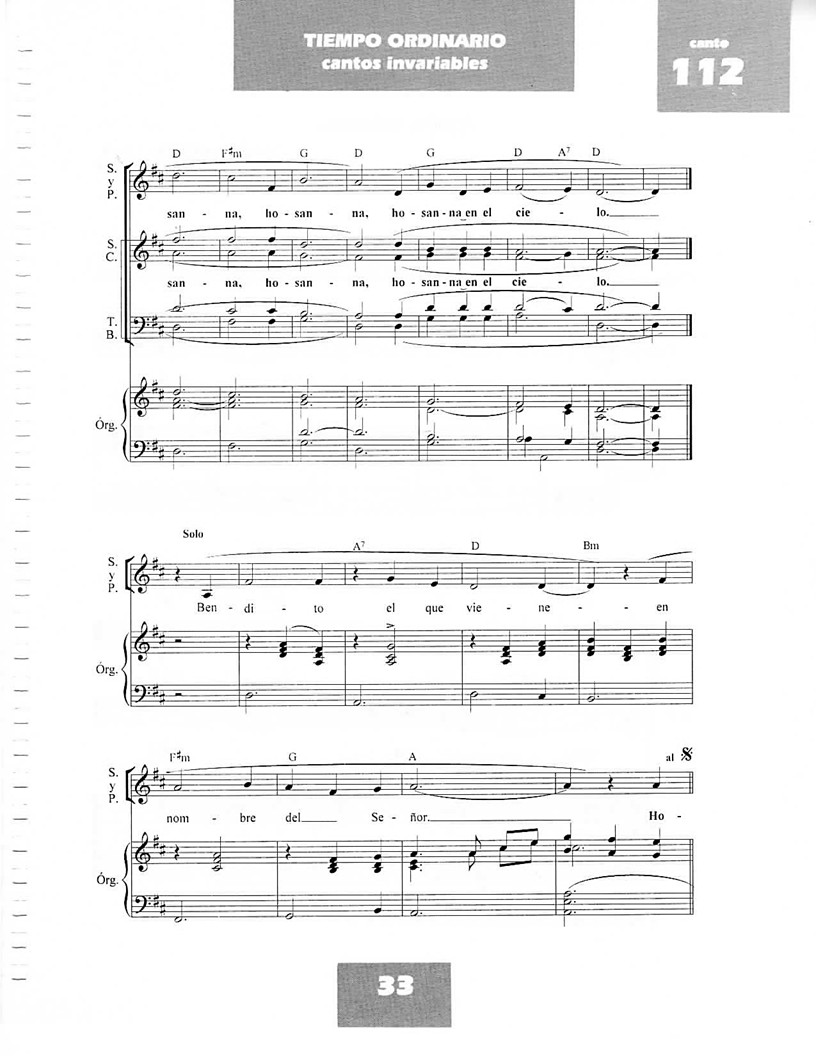 TIEMPO ORDINARIO
cantos invariables
canto
112
D F♯m G D G D A7 D
S.
y
P.
san - na, ho - san - na, ho - san - na en el cie - lo.
S.
C.
san - na, ho - san - na, ho - san - na en el cie - lo.
T.
B.
Órg.
Solo
A7 D Bm
S.
y
P.
Ben - di - to el que vie - ne - en
Órg.
F♯m G A al 𝄋
S.
y
P.
nom - bre del Se - ñor. Ho -
Órg.
33